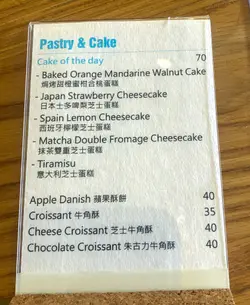 Pastry & Cake
Cake of the day 70
- Baked Orange Mandarine Walnut Cake
焗烤甜橙蜜柑合桃蛋糕
- Japan Strawberry Cheesecake
日本士多啤梨芝士蛋糕
- Spain Lemon Cheesecake
西班牙檸檬芝士蛋糕
- Matcha Double Fromage Cheesecake
抹茶雙重芝士蛋糕
- Tiramisu
意大利芝士蛋糕
Apple Danish 蘋果酥餅 40
Croissant 牛角酥 35
Cheese Croissant 芝士牛角酥 40
Chocolate Croissant 朱古力牛角酥 40